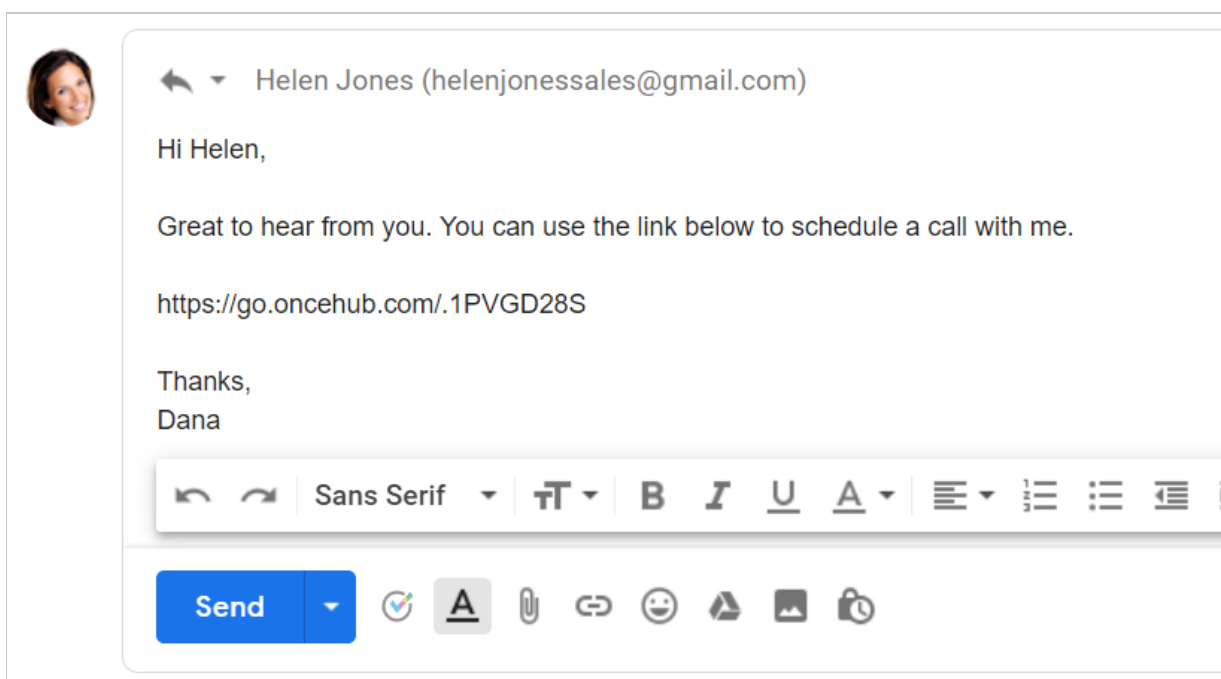 Helen Jones (helenjonessales@gmail.com)
Hi Helen,
Great to hear from you. You can use the link below to schedule a call with me.
https://go.oncehub.com/.1PVGD28S
Thanks,
Dana
Sans Serif
Send